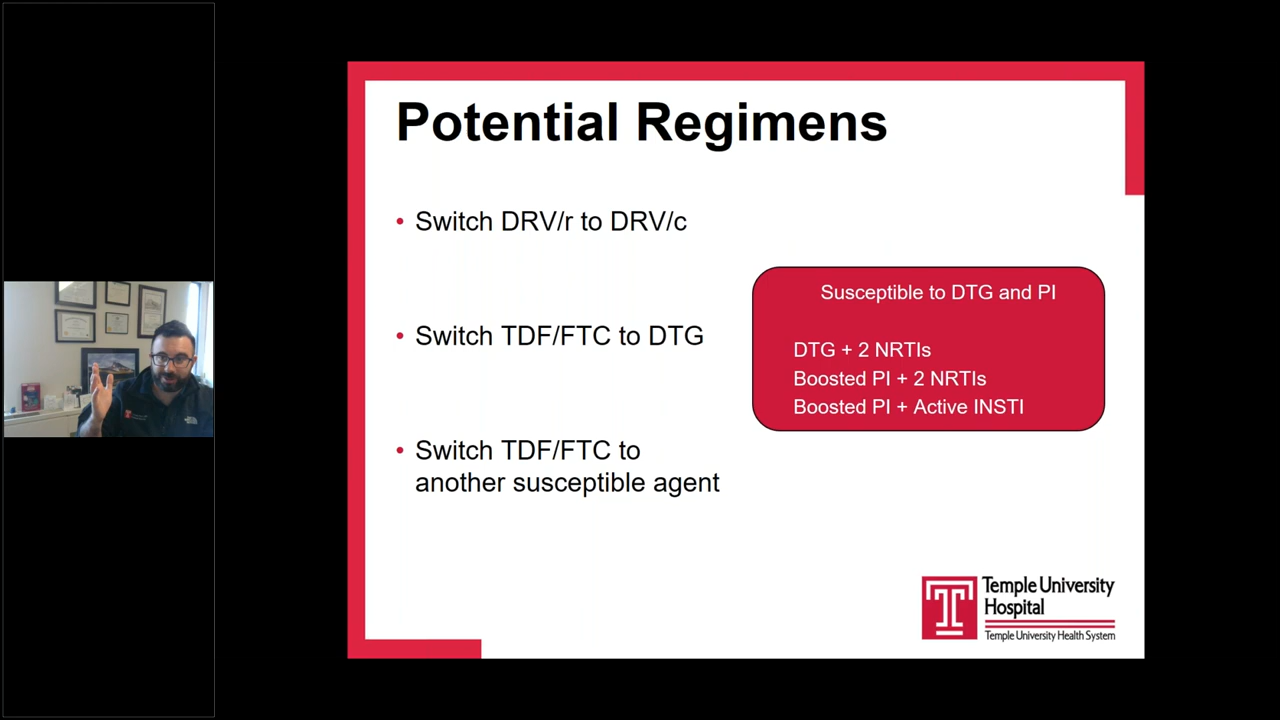 Potential Regimens
• Switch DRV/r to DRV/c
• Switch TDF/FTC to DTG
• Switch TDF/FTC to
another susceptible agent
Susceptible to DTG and PI
DTG + 2 NRTIs
Boosted PI + 2 NRTIs
Boosted PI + Active INSTI
Temple University
Hospital
Temple University Health System